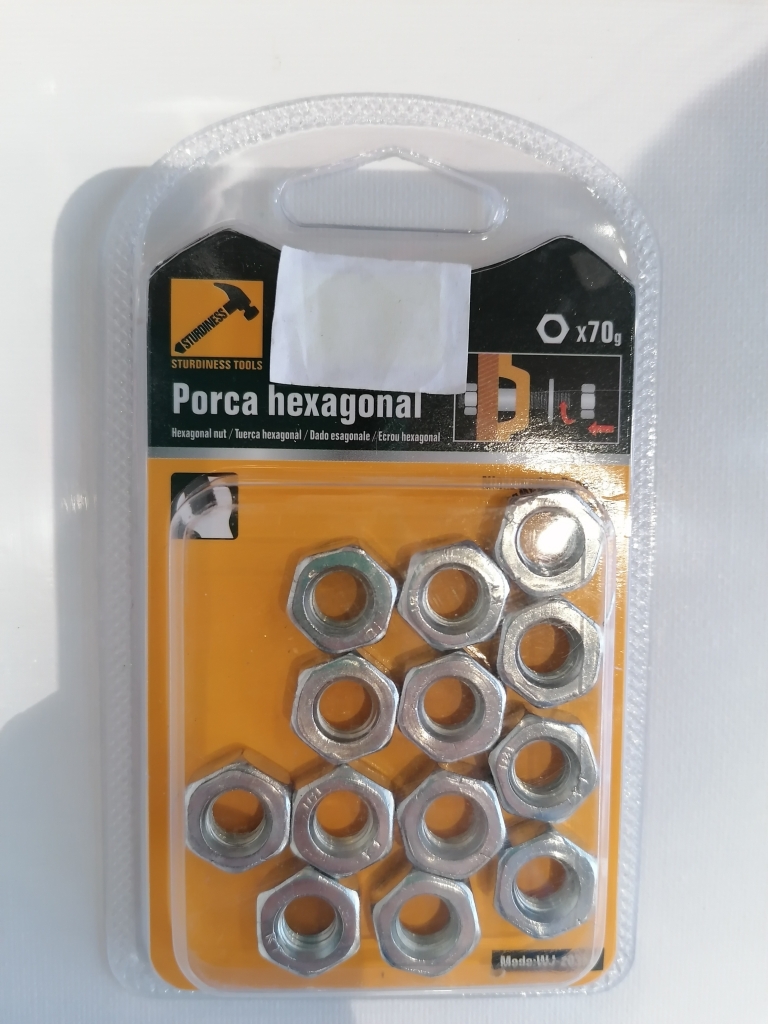 STURDINESS
STURDINESS TOOLS
x70g
Porca hexagonal
Hexagonal nut / Tuerca hexagonal / Dado esagonale / Ecrou hexagonal